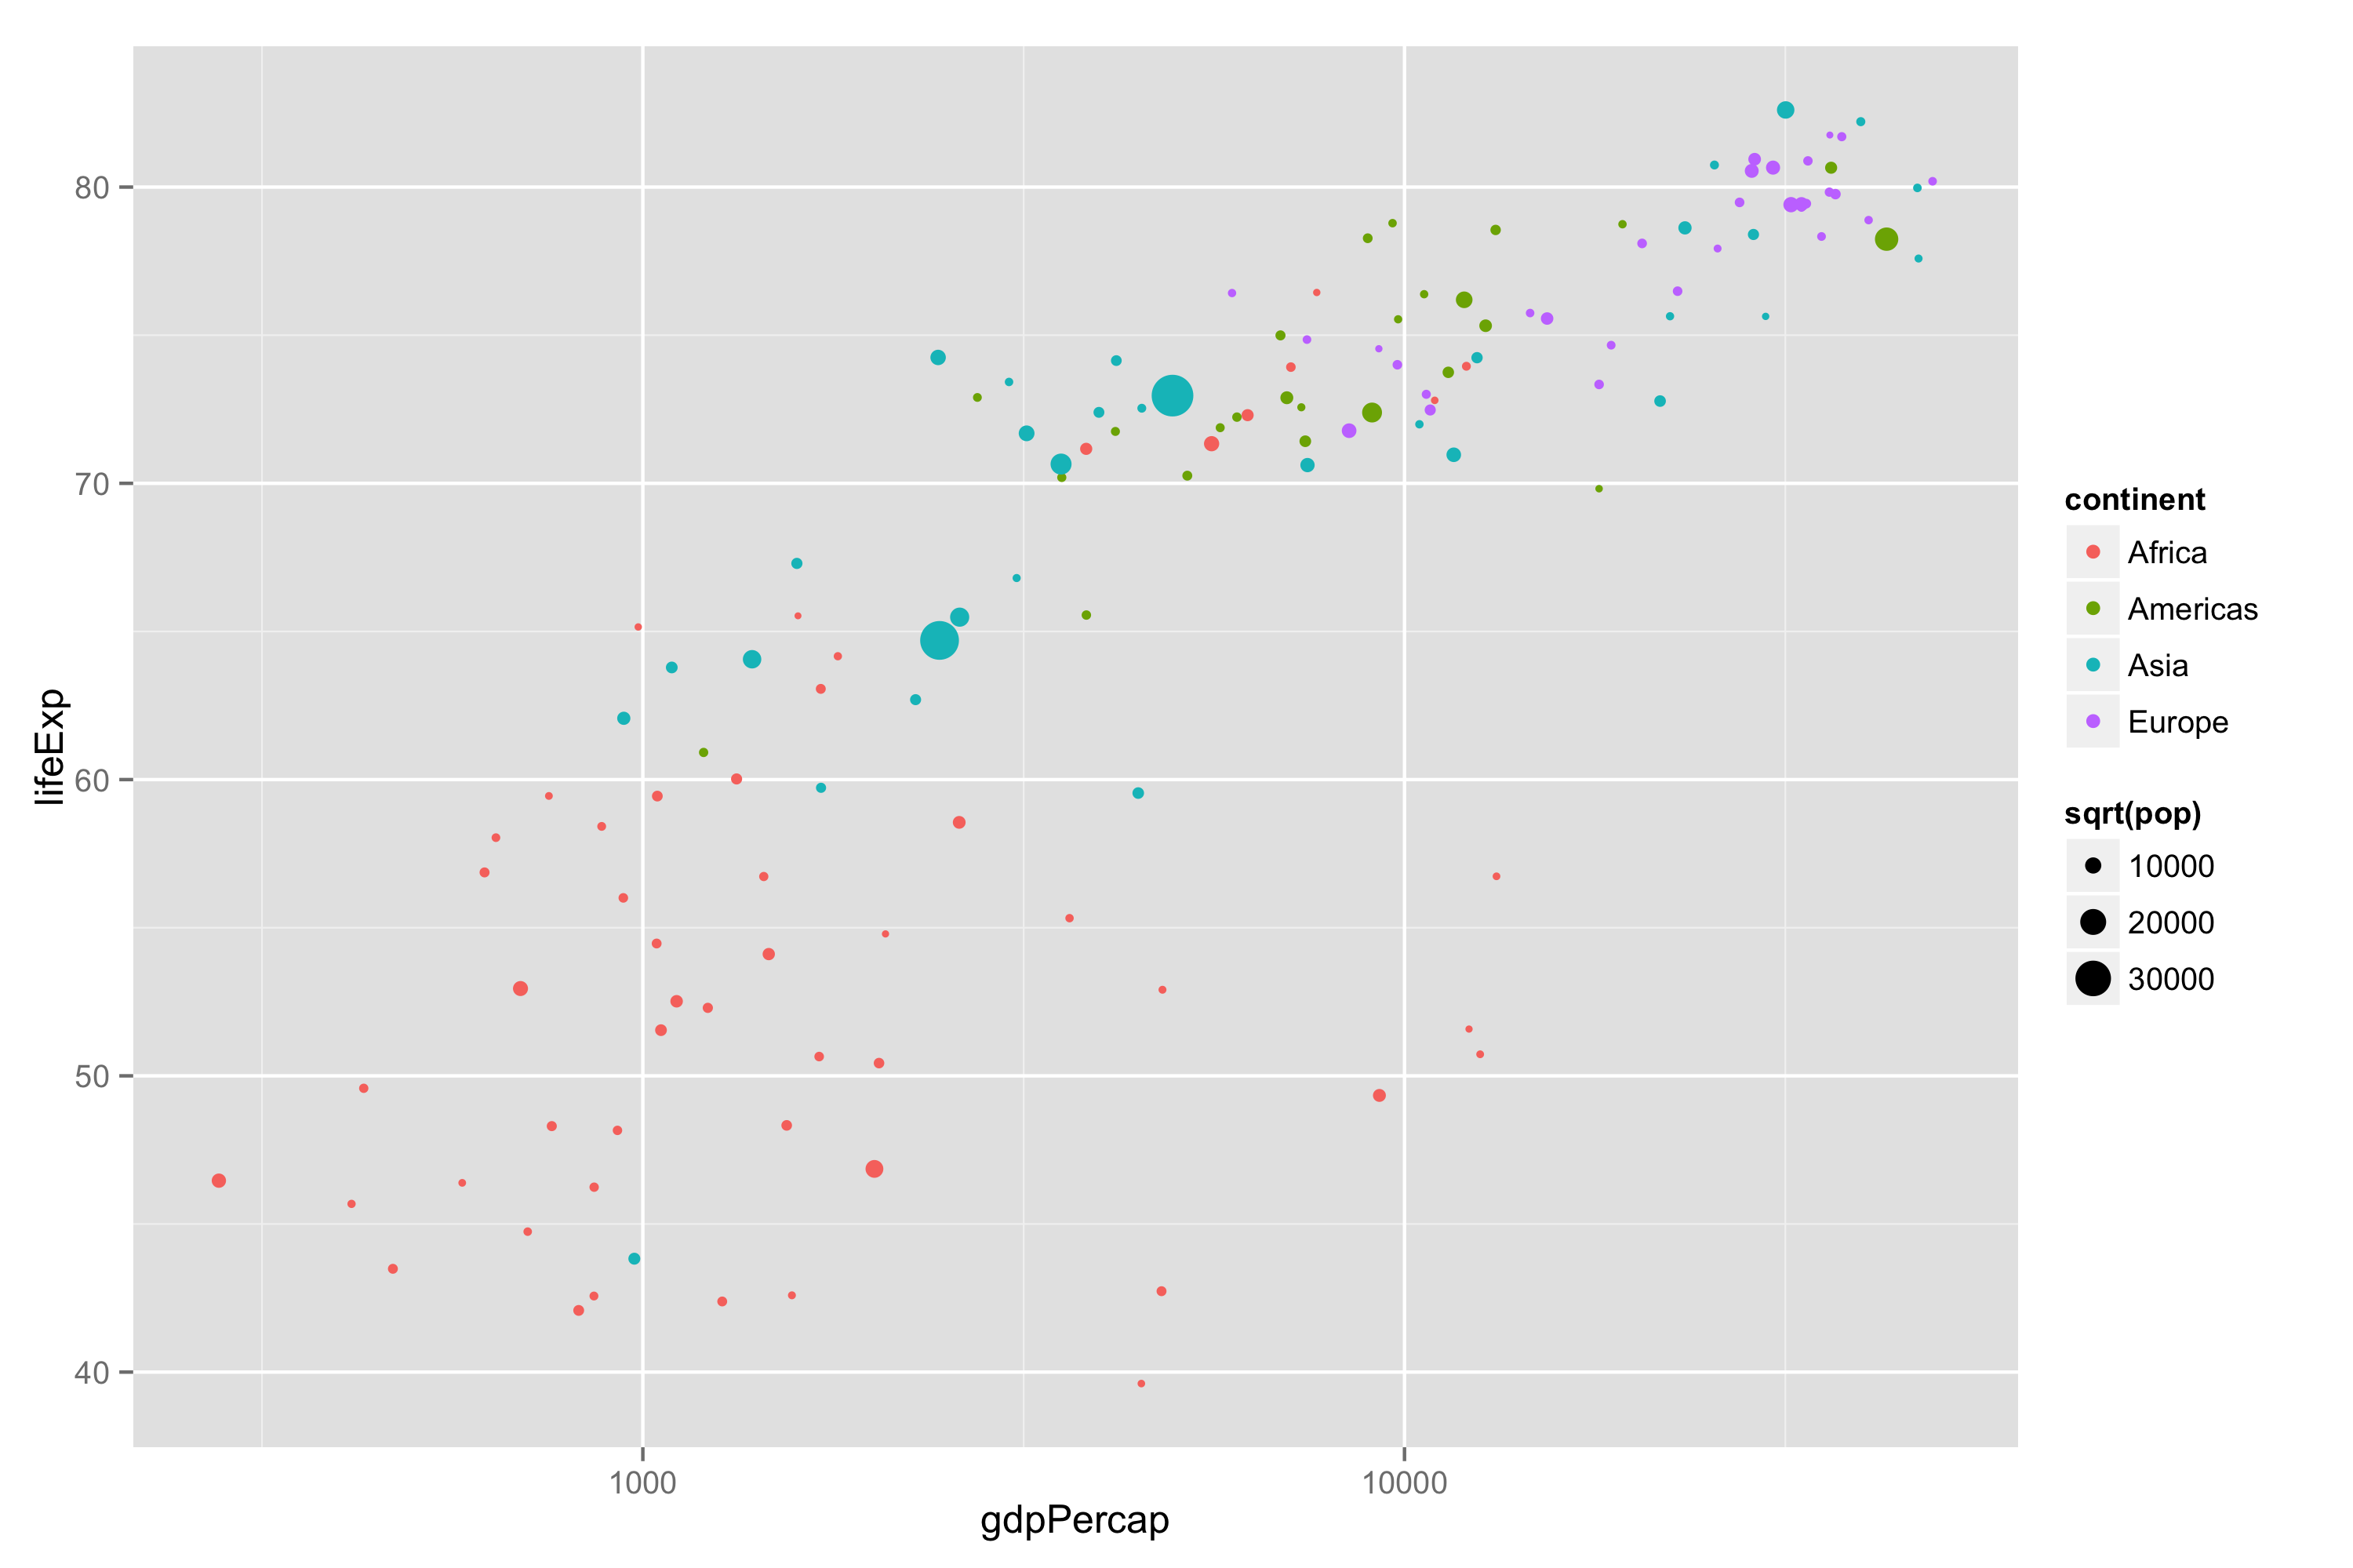 80
70
60
50
40
lifeExp
1000
10000
gdpPercap
continent
Africa
Americas
Asia
Europe
sqrt(pop)
10000
20000
30000